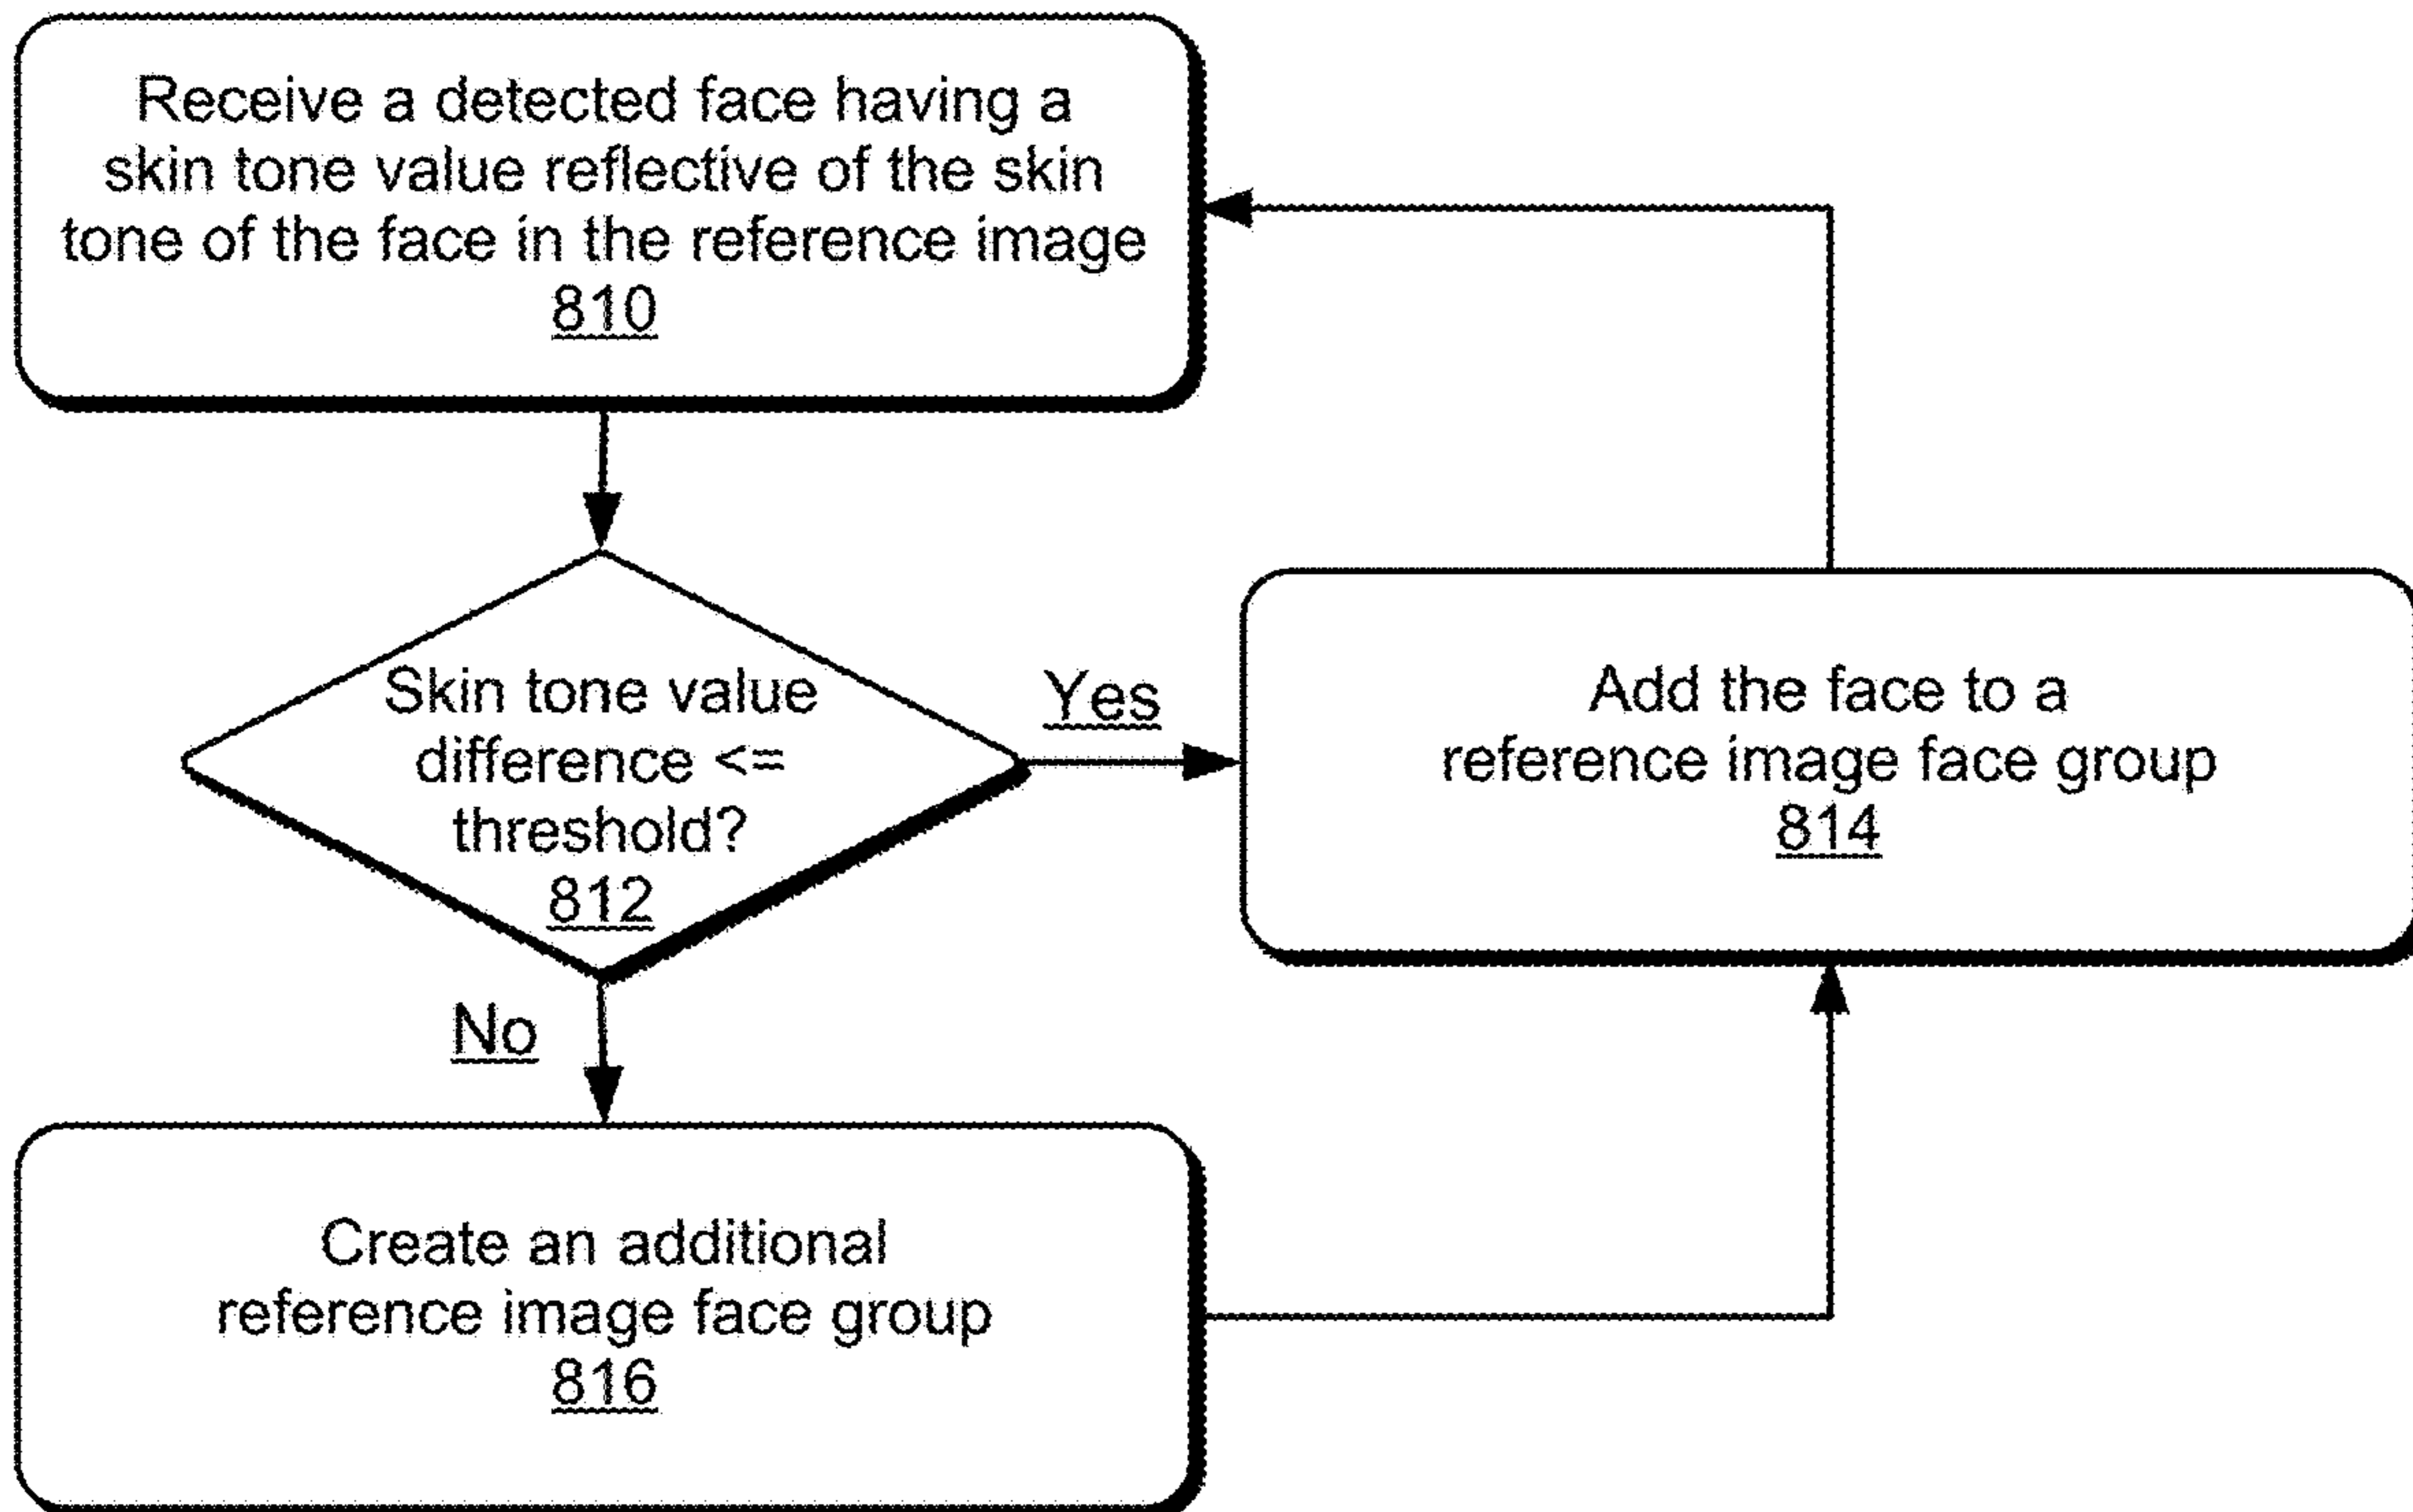 Receive a detected face having a
skin tone value reflective of the skin
tone of the face in the reference image
810
Skin tone value
difference <=
threshold?
812
Yes
Add the face to a
reference image face group
814
No
Create an additional
reference image face group
816